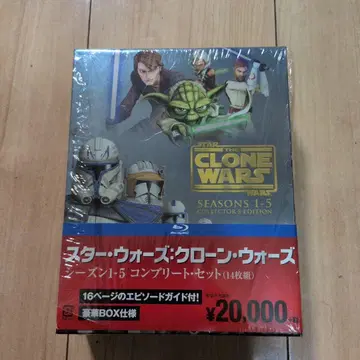 STAR
THE
CLONE
WARS
WARS
SEASONS 1-5
COLLECTOR'S EDITION
スター・ウォーズ:クローン・ウォーズ
シーズン1-5 コンプリート・セット(14枚組)
16ページのエピソードガイド付!
豪華BOX仕様
¥20,000